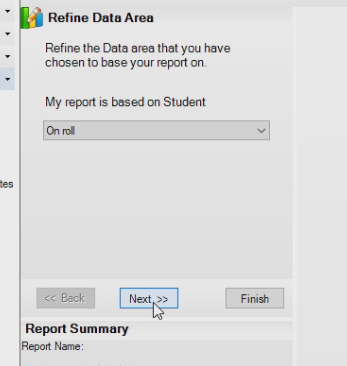 Refine Data Area
Refine the Data area that you have
chosen to base your report on.
My report is based on Student
On roll
tes
<< Back
Next >>
Finish
Report Summary
Report Name: